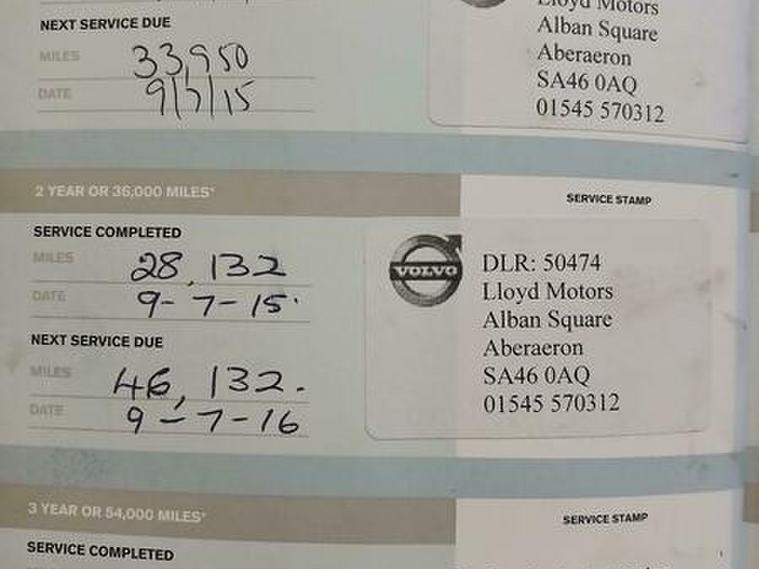 NEXT SERVICE DUE
MILES 33,950
DATE 9/7/15
Lloyd Motors
Alban Square
Aberaeron
SA46 0AQ
01545 570312
2 YEAR OR 36,000 MILES*
SERVICE STAMP
SERVICE COMPLETED
MILES 28,132
DATE 9-7-15.
NEXT SERVICE DUE
MILES 46,132.
DATE 9-7-16
VOLVO
DLR: 50474
Lloyd Motors
Alban Square
Aberaeron
SA46 0AQ
01545 570312
3 YEAR OR 54,000 MILES*
SERVICE STAMP
SERVICE COMPLETED